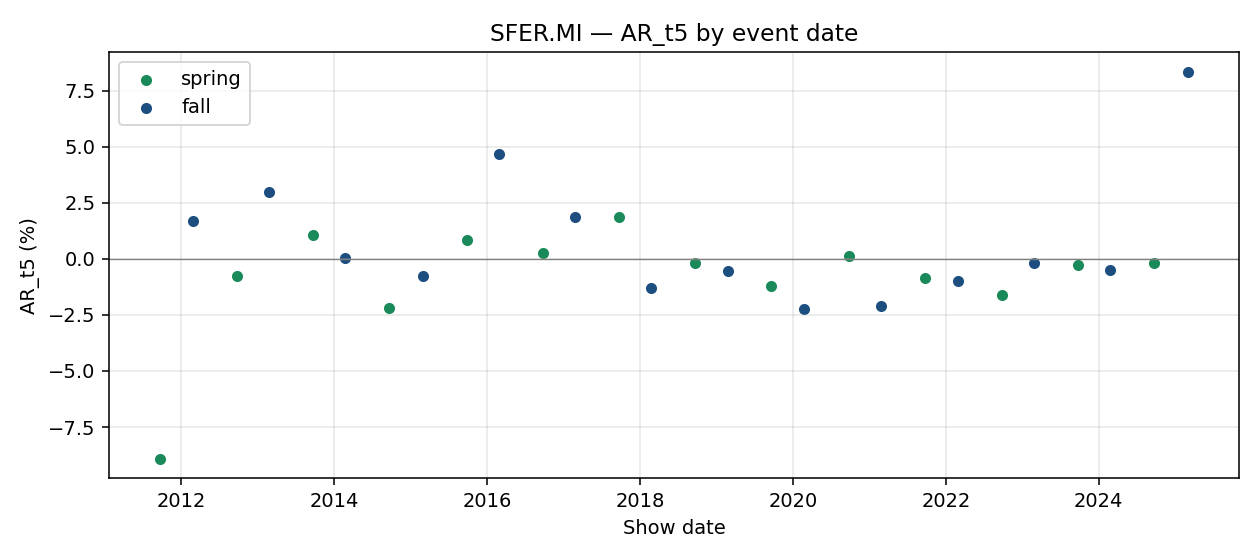 SFER.MI — AR_t5 by event date
spring
fall
7.5
5.0
2.5
0.0
−2.5
−5.0
−7.5
AR_t5 (%)
2012 2014 2016 2018 2020 2022 2024
Show date